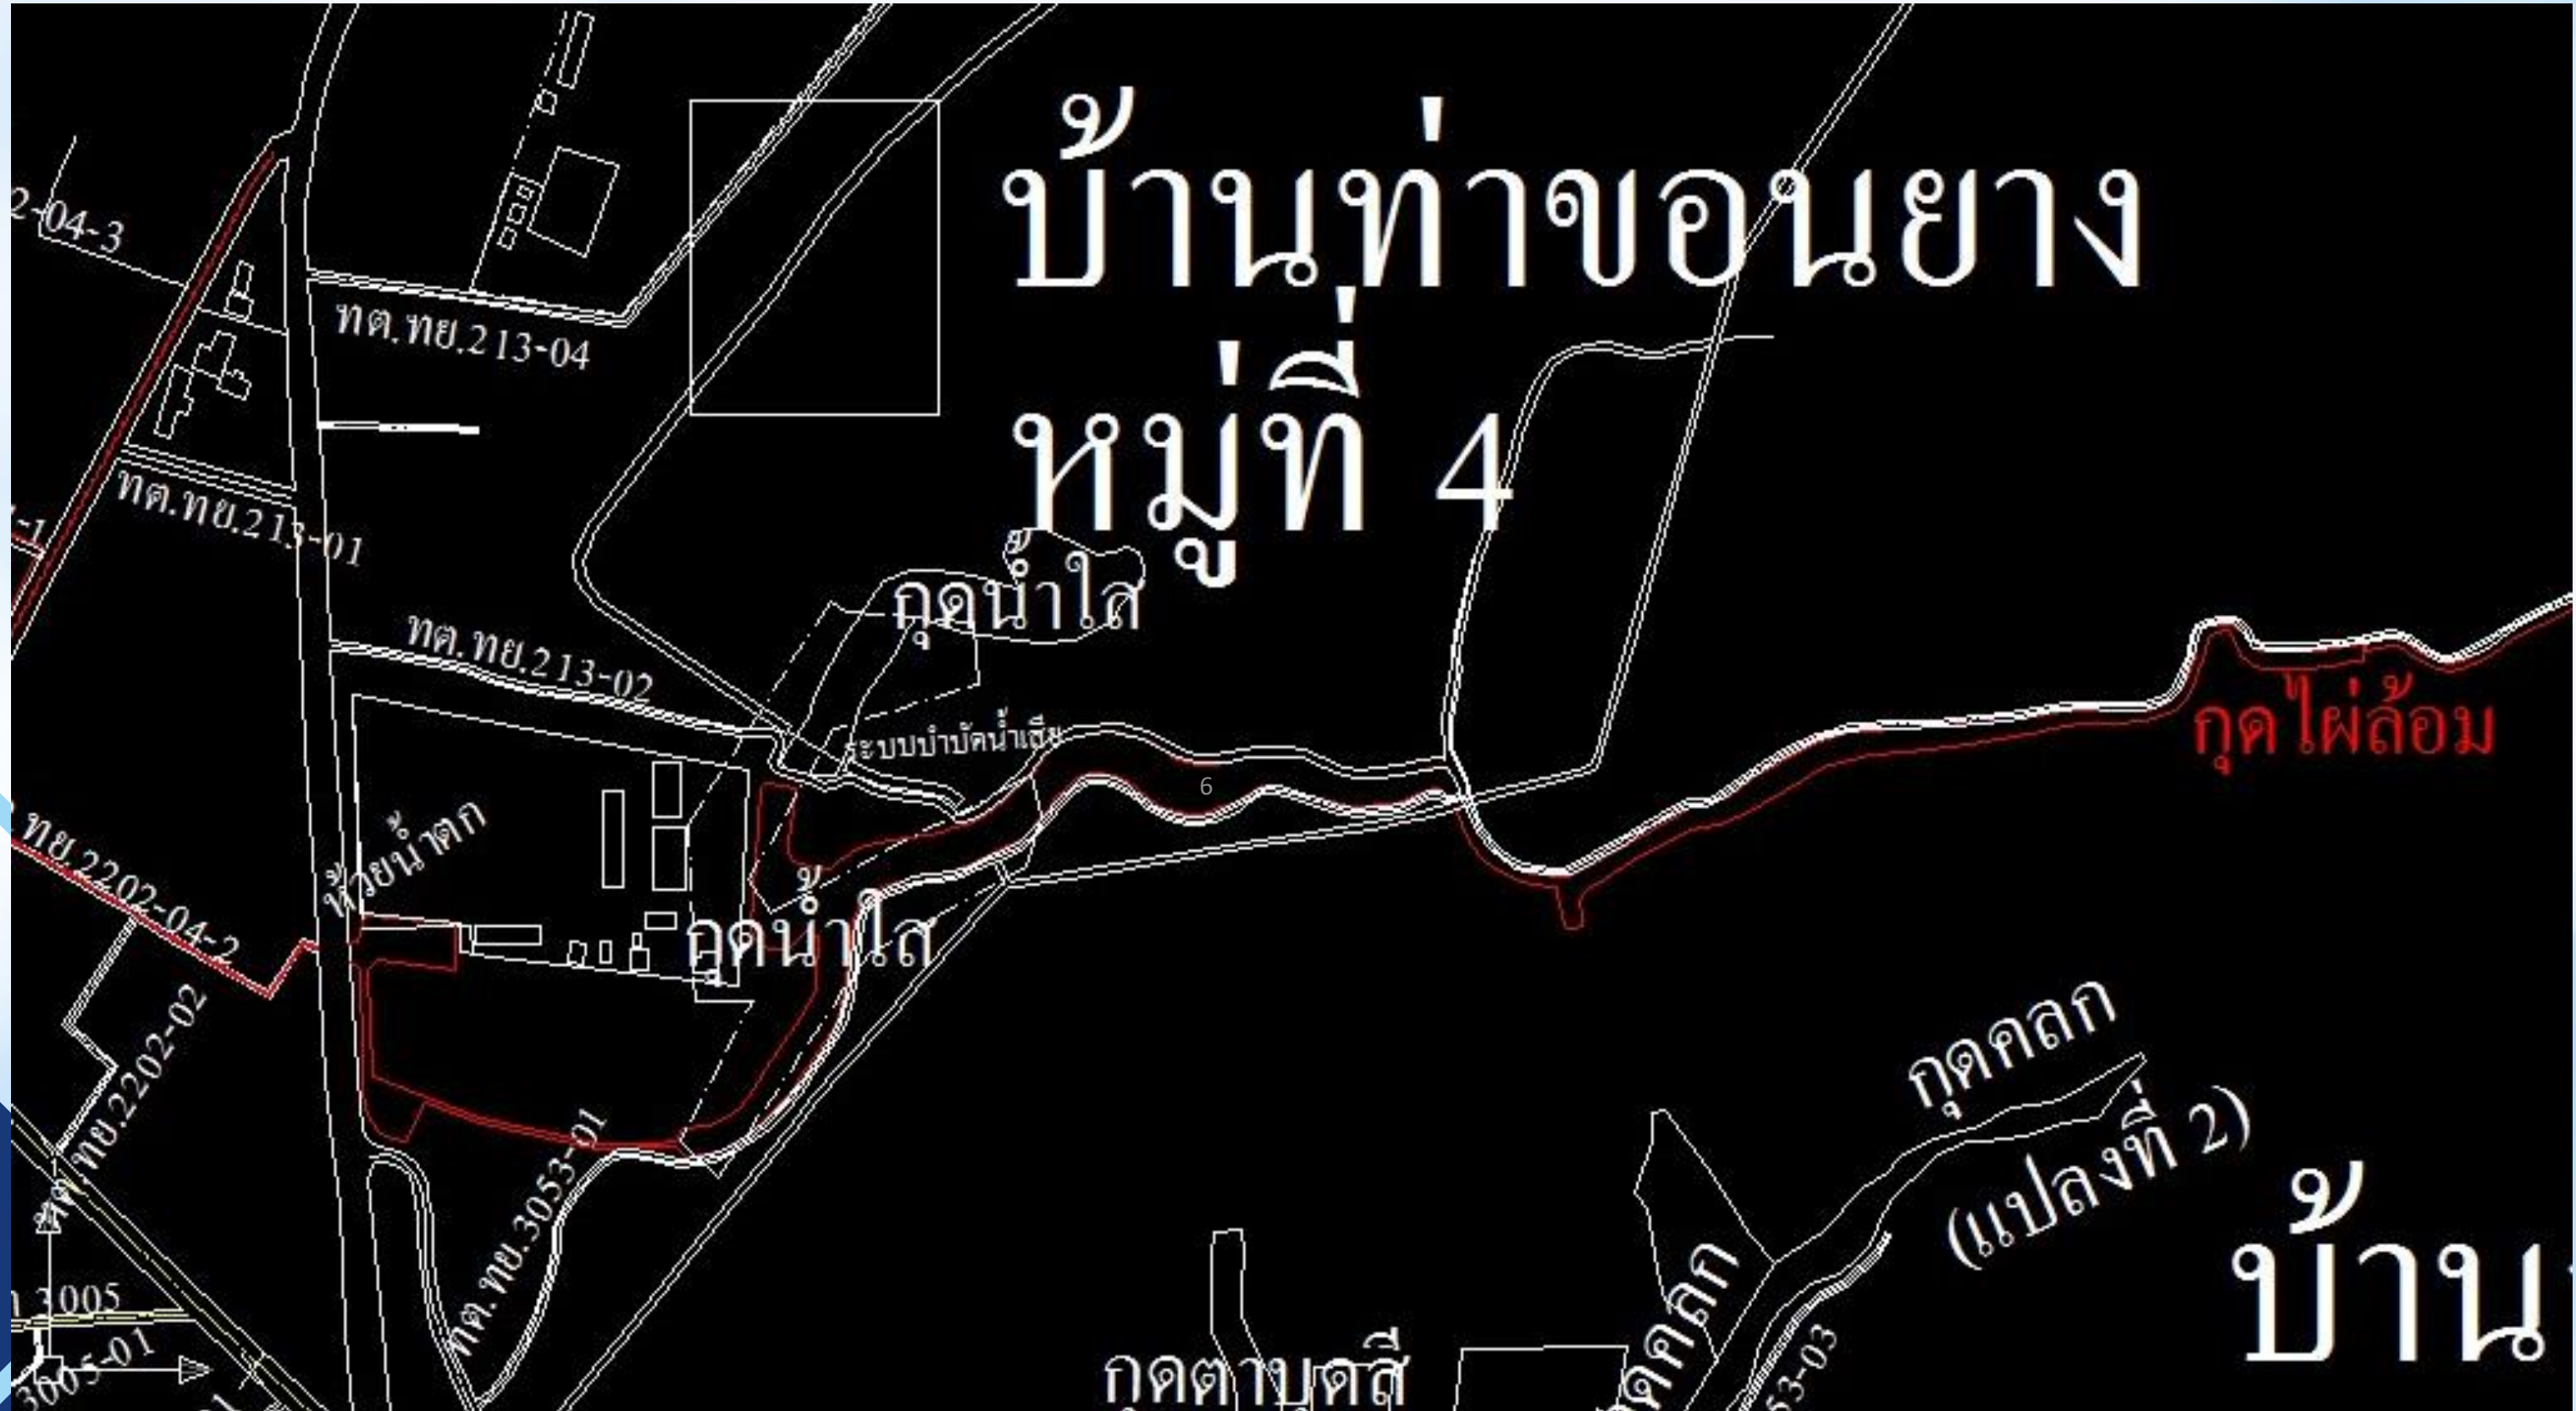 บ้านท่าขอนยาง
หมู่ที่ 4
2-04-3
ทต.ทย.213-04
ทต.ทย.213-01
-1
กุดน้ำใส
ทต.ทย.213-02
ระบบบำบัดน้ำเสีย
6
กุดไผ่ล้อม
ห้วยน้ำตก
ทย.2202-04-2
กุดน้ำใส
ทต.ทย.2202-02
ทต.ทย.3053-01
กุดคลก
(แปลงที่ 2)
บ้าน
3005
3005-01
กุดตาบุดสี
ดคลก
53-03